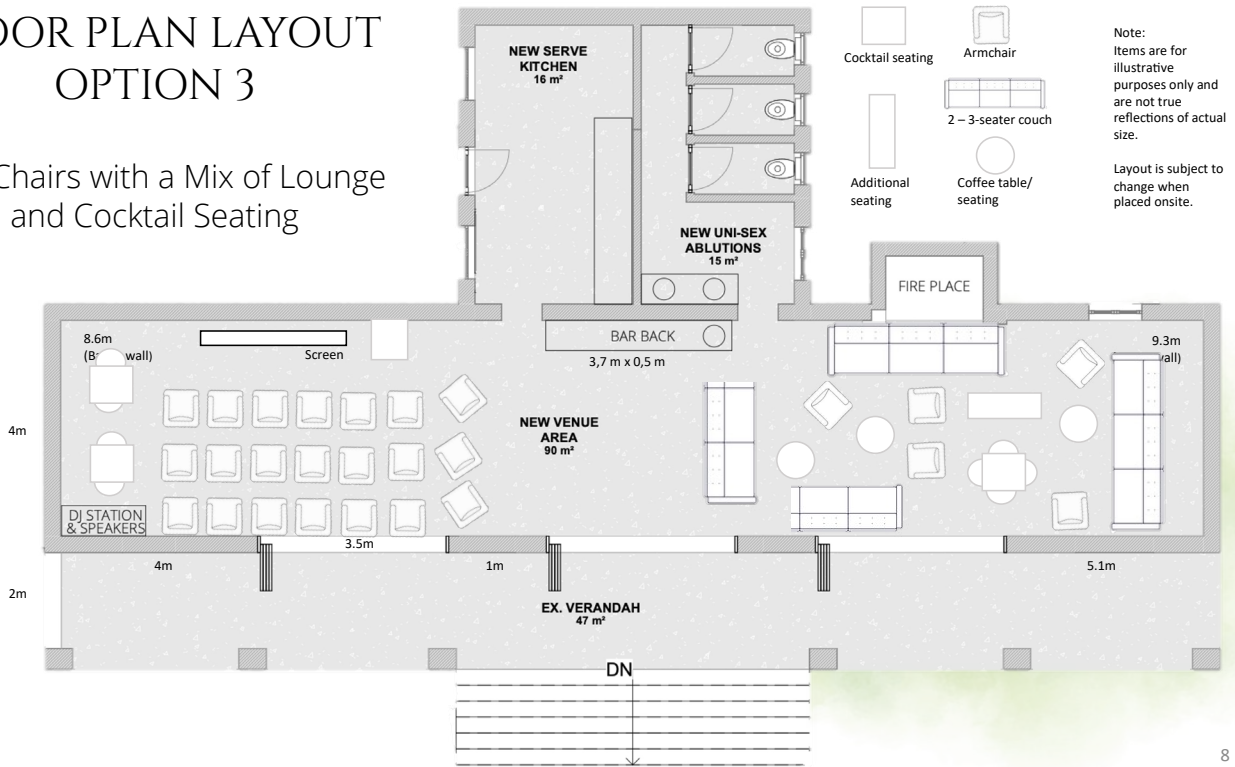 OOR PLAN LAYOUT
OPTION 3
Chairs with a Mix of Lounge
and Cocktail Seating
NEW SERVE
KITCHEN
16 m²
NEW UNI-SEX
ABLUTIONS
15 m²
Cocktail seating
Armchair
2 – 3-seater couch
Additional
seating
Coffee table/
seating
Note:
Items are for
illustrative
purposes only and
are not true
reflections of actual
size.
Layout is subject to
change when
placed onsite.
FIRE PLACE
8.6m
wall)
Screen
BAR BACK
3,7 m x 0,5 m
9.3m
NEW VENUE
AREA
90 m²
4m
DJ STATION
& SPEAKERS
3.5m
4m
1m
5.1m
2m
EX. VERANDAH
47 m²
DN
8